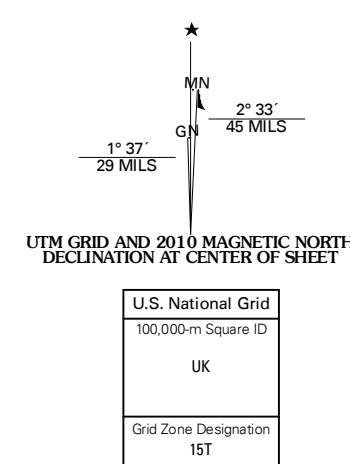 MN
GN
2° 33´
45 MILS
1° 37´
29 MILS
UTM GRID AND 2010 MAGNETIC NORTH
DECLINATION AT CENTER OF SHEET
U.S. National Grid
100,000-m Square ID
UK
Grid Zone Designation
15T